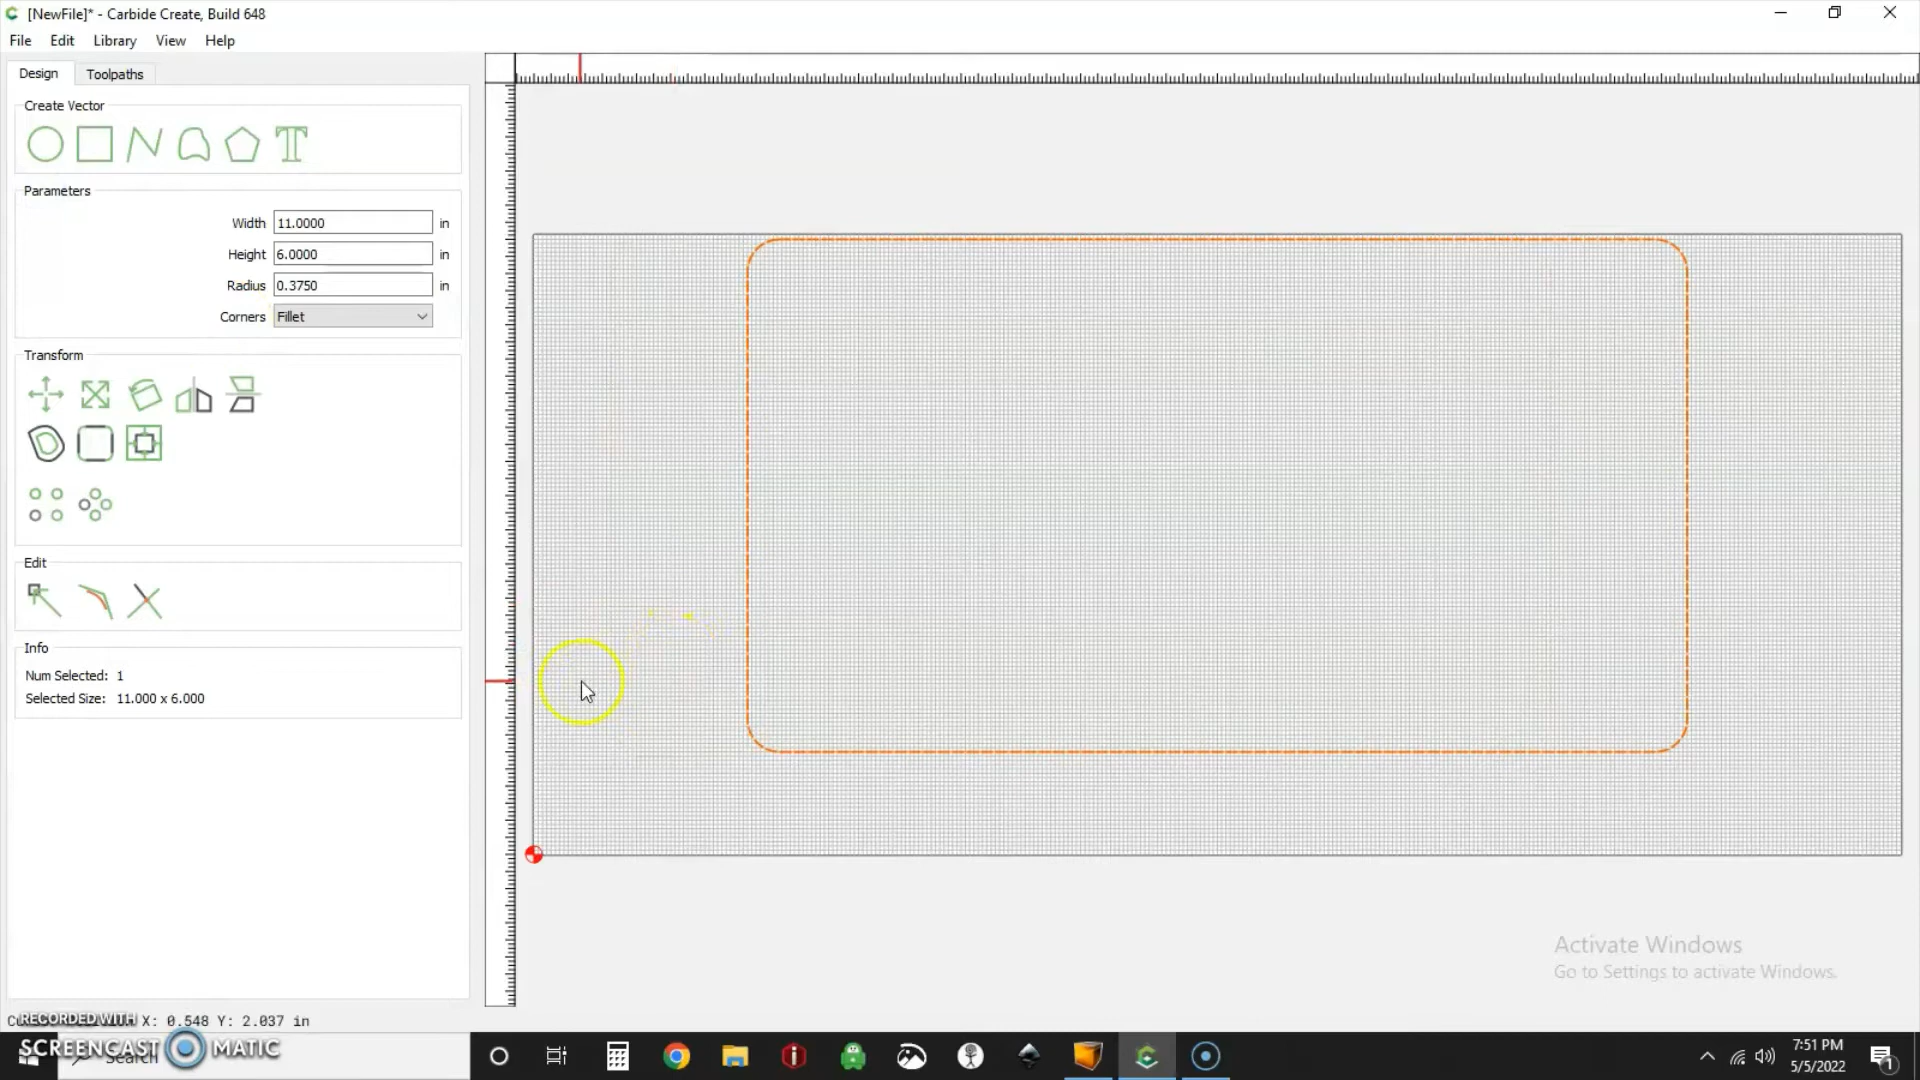 [NewFile]* - Carbide Create, Build 648
File Edit Library View Help
Design Toolpaths
Create Vector
Parameters
Width 11.0000 in
Height 6.0000 in
Radius 0.3750 in
Corners Fillet
Transform
Edit
Info
Num Selected: 1
Selected Size: 11.000 x 6.000
Activate Windows
Go to Settings to activate Windows.
RECORDED WITH
X: 0.548 Y: 2.037 in
SCREENCAST MATIC
Search
7:51 PM
5/5/2022
1